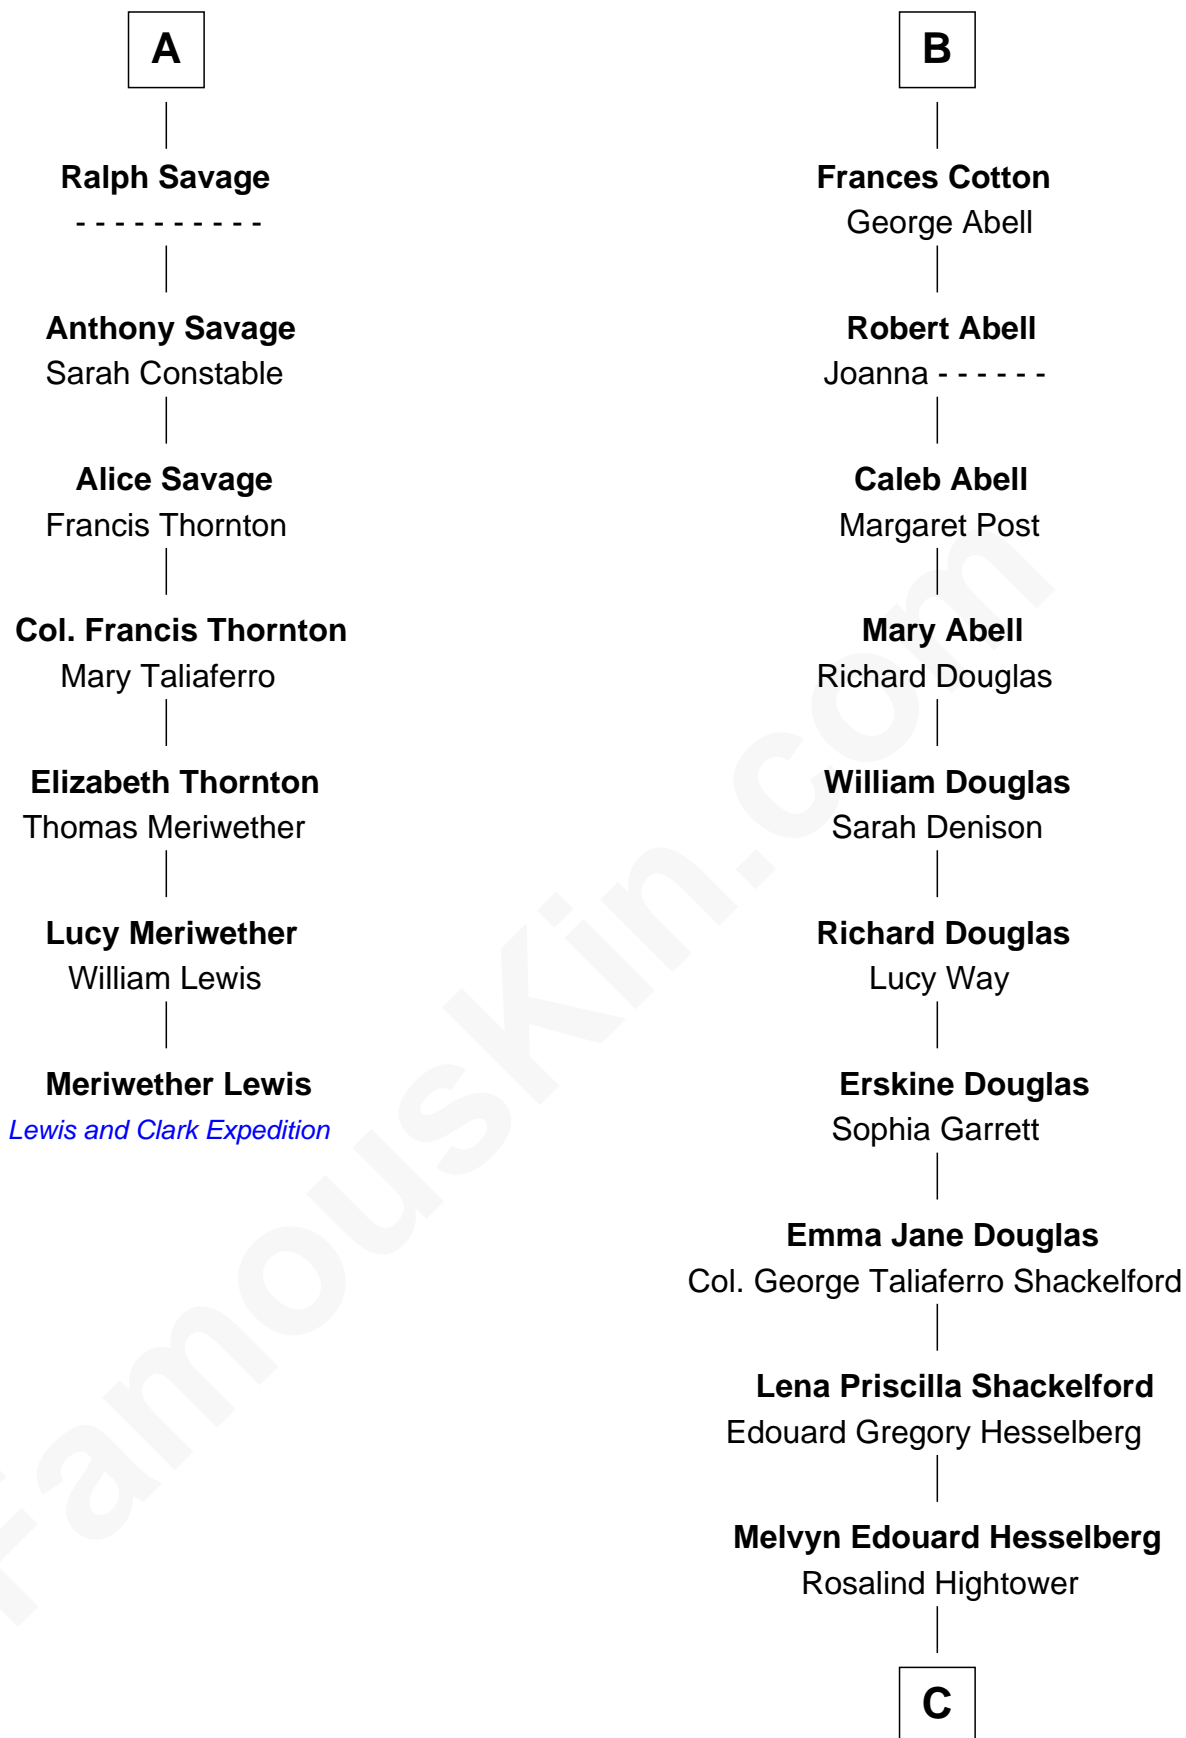 A
Ralph Savage
- - - - - - - - - -
Anthony Savage
Sarah Constable
Alice Savage
Francis Thornton
Col. Francis Thornton
Mary Taliaferro
Elizabeth Thornton
Thomas Meriwether
Lucy Meriwether
William Lewis
Meriwether Lewis
Lewis and Clark Expedition
B
Frances Cotton
George Abell
Robert Abell
Joanna - - - - - -
Caleb Abell
Margaret Post
Mary Abell
Richard Douglas
William Douglas
Sarah Denison
Richard Douglas
Lucy Way
Erskine Douglas
Sophia Garrett
Emma Jane Douglas
Col. George Taliaferro Shackelford
Lena Priscilla Shackelford
Edouard Gregory Hesselberg
Melvyn Edouard Hesselberg
Rosalind Hightower
C
FamousKin.com